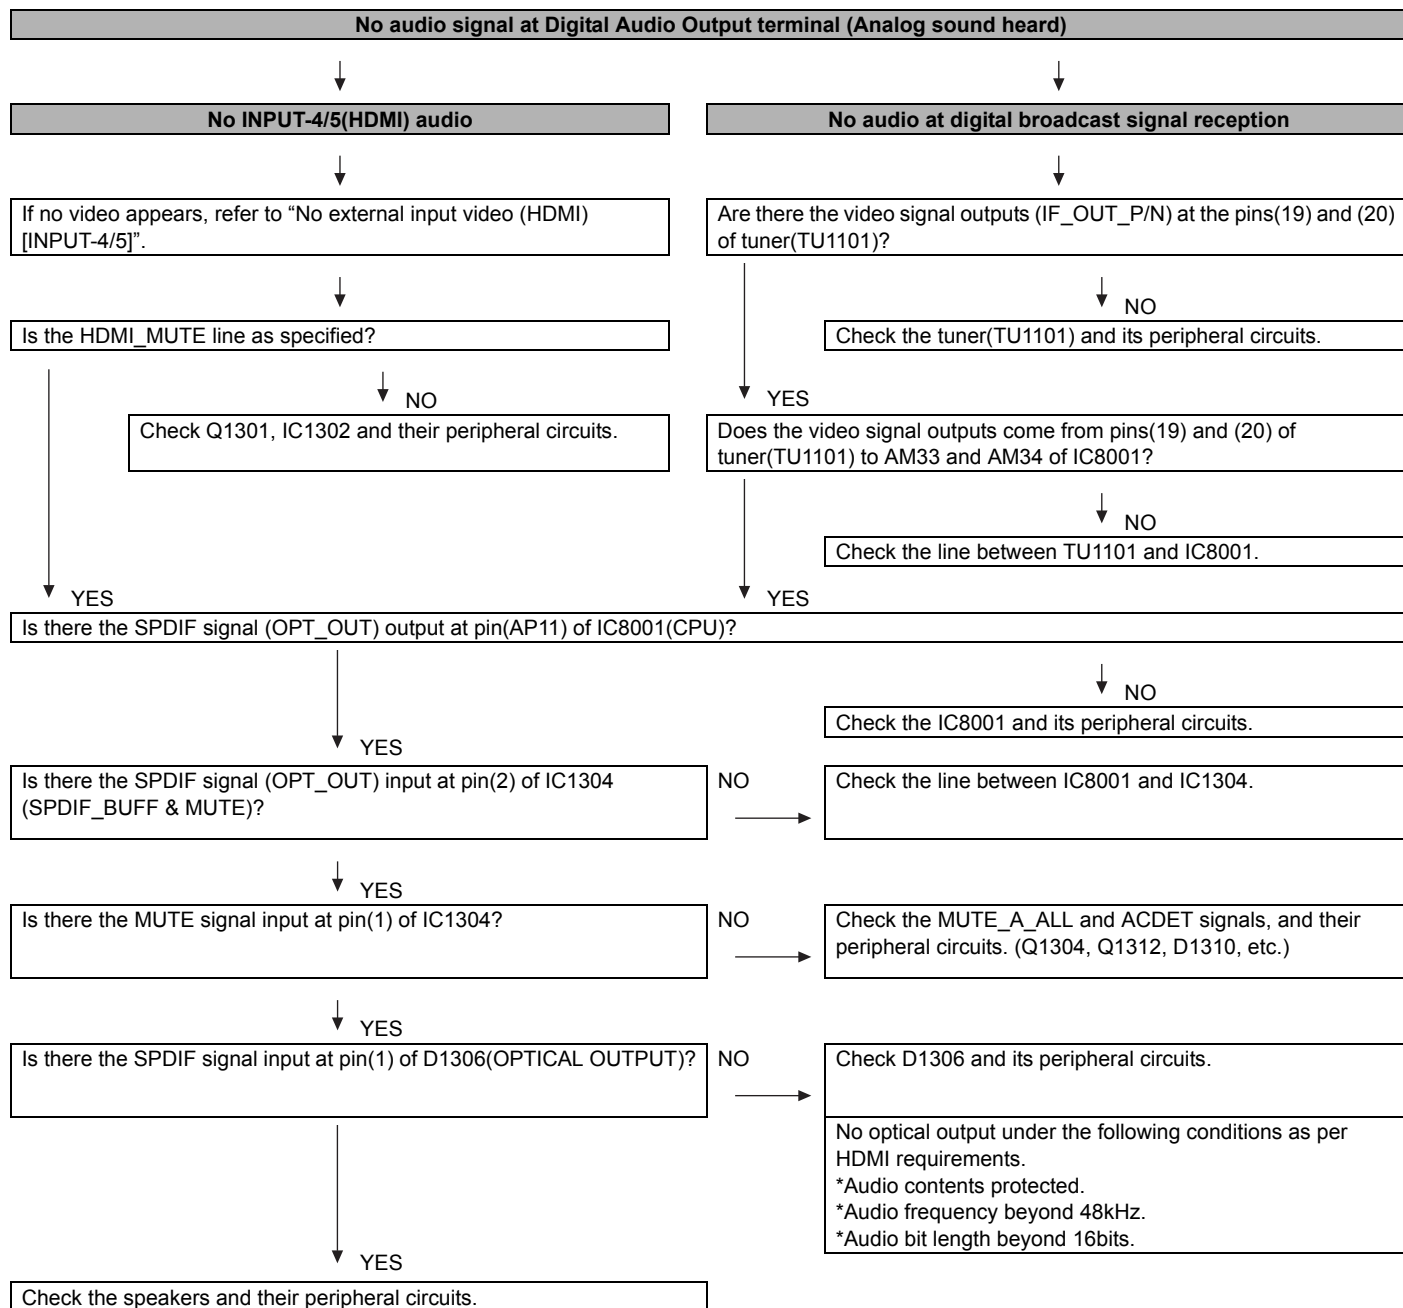 No audio signal at Digital Audio Output terminal (Analog sound heard)
No INPUT-4/5(HDMI) audio
No audio at digital broadcast signal reception
If no video appears, refer to “No external input video (HDMI)
[INPUT-4/5]”.
Are there the video signal outputs (IF_OUT_P/N) at the pins(19) and (20)
of tuner(TU1101)?
NO
Is the HDMI_MUTE line as specified?
Check the tuner(TU1101) and its peripheral circuits.
NO
YES
Check Q1301, IC1302 and their peripheral circuits.
Does the video signal outputs come from pins(19) and (20) of
tuner(TU1101) to AM33 and AM34 of IC8001?
NO
Check the line between TU1101 and IC8001.
YES
YES
Is there the SPDIF signal (OPT_OUT) output at pin(AP11) of IC8001(CPU)?
NO
Check the IC8001 and its peripheral circuits.
YES
Is there the SPDIF signal (OPT_OUT) input at pin(2) of IC1304
(SPDIF_BUFF & MUTE)?
NO
Check the line between IC8001 and IC1304.
YES
Is there the MUTE signal input at pin(1) of IC1304?
NO
Check the MUTE_A_ALL and ACDET signals, and their
peripheral circuits. (Q1304, Q1312, D1310, etc.)
YES
Is there the SPDIF signal input at pin(1) of D1306(OPTICAL OUTPUT)?
NO
Check D1306 and its peripheral circuits.
No optical output under the following conditions as per
HDMI requirements.
*Audio contents protected.
*Audio frequency beyond 48kHz.
*Audio bit length beyond 16bits.
YES
Check the speakers and their peripheral circuits.